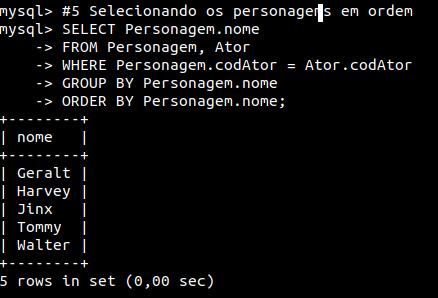 mysql> #5 Selecionando os personagens em ordem
mysql> SELECT Personagem.nome
    -> FROM Personagem, Ator
    -> WHERE Personagem.codAtor = Ator.codAtor
    -> GROUP BY Personagem.nome
    -> ORDER BY Personagem.nome;
+--------+
| nome   |
+--------+
| Geralt |
| Harvey |
| Jinx   |
| Tommy  |
| Walter |
+--------+
5 rows in set (0,00 sec)